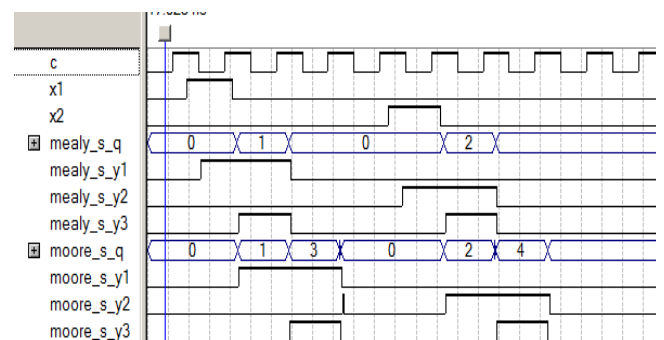 c
x1
x2
mealy_s_q 0 1 0 2
mealy_s_y1
mealy_s_y2
mealy_s_y3
moore_s_q 0 1 3 0 2 4
moore_s_y1
moore_s_y2
moore_s_y3